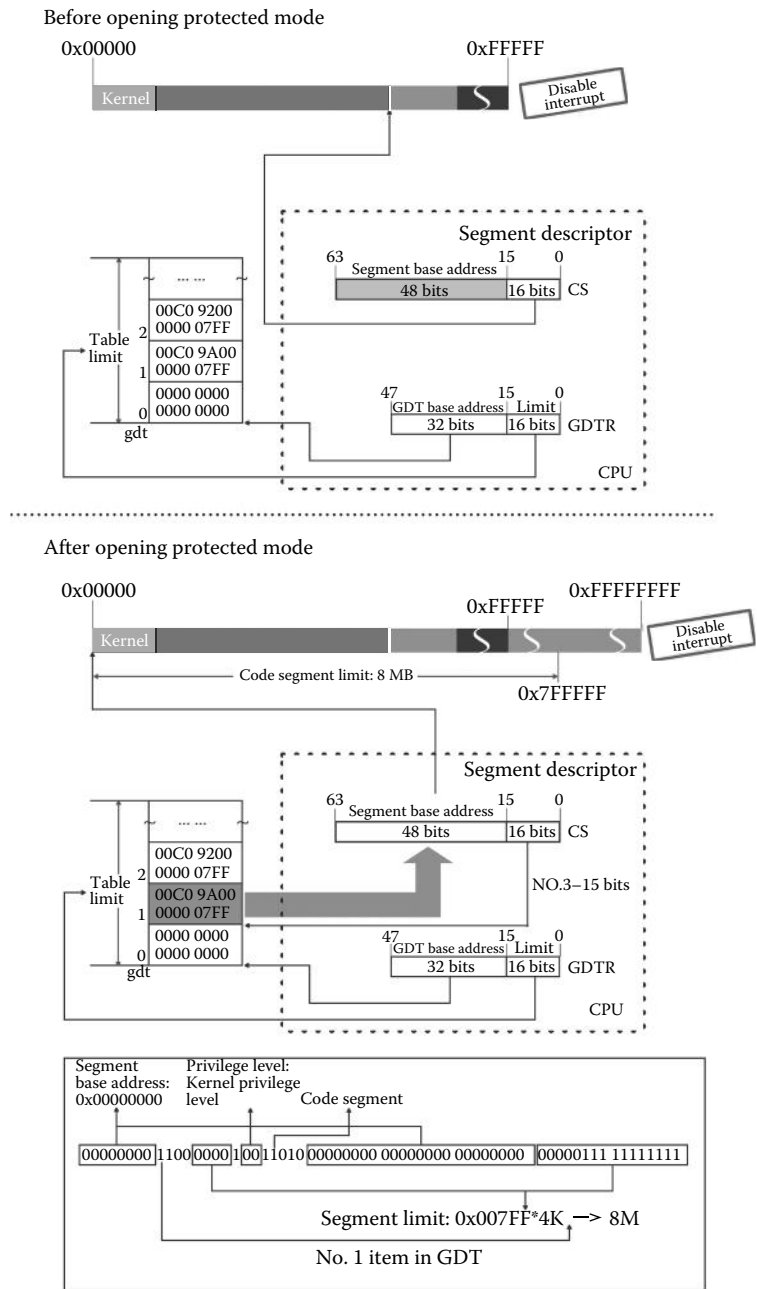 Before opening protected mode
0x00000 0xFFFFF
Kernel
Disable
interrupt
Segment descriptor
63 15 0
Segment base address
48 bits 16 bits CS
... ...
00C0 9200
0000 07FF
2
Table
limit
00C0 9A00
0000 07FF
1
0000 0000
0000 0000
0
gdt
47 15 0
GDT base address Limit
32 bits 16 bits GDTR
CPU
After opening protected mode
0x00000 0xFFFFF 0xFFFFFFFF
Kernel
Disable
interrupt
Code segment limit: 8 MB
0x7FFFFF
Segment descriptor
63 15 0
Segment base address
48 bits 16 bits CS
NO.3–15 bits
... ...
00C0 9200
0000 07FF
2
Table
limit
00C0 9A00
0000 07FF
1
0000 0000
0000 0000
0
gdt
47 15 0
GDT base address Limit
32 bits 16 bits GDTR
CPU
Segment
base address:
0x00000000
Privilege level:
Kernel privilege
level
Code segment
00000000 1100 0000 1 00 11010 00000000 00000000 00000000 00000111 11111111
Segment limit: 0x007FF*4K —> 8M
No. 1 item in GDT